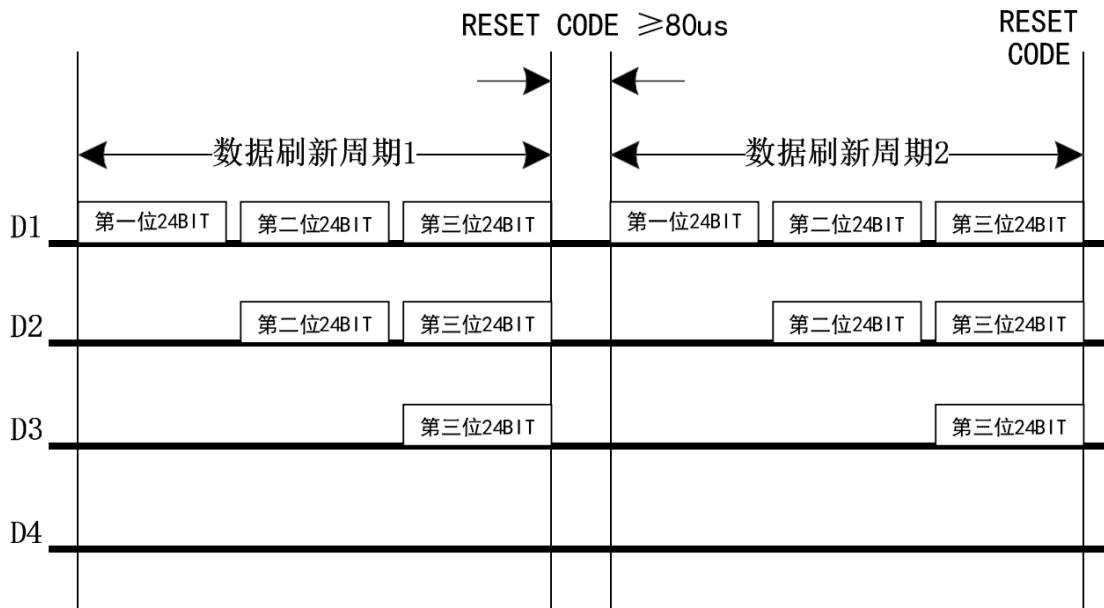 RESET CODE ≥80us
RESET
CODE
数据刷新周期1
数据刷新周期2
D1
第一位24BIT
第二位24BIT
第三位24BIT
第一位24BIT
第二位24BIT
第三位24BIT
D2
第二位24BIT
第三位24BIT
第二位24BIT
第三位24BIT
D3
第三位24BIT
第三位24BIT
D4